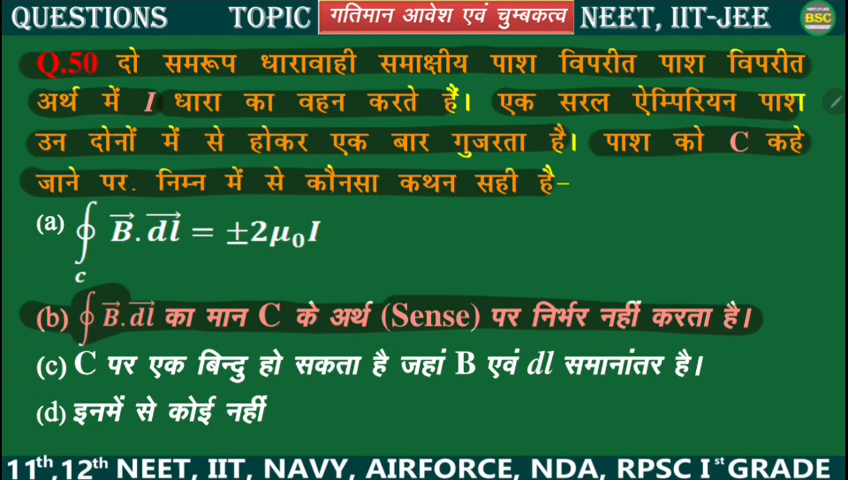 QUESTIONS TOPIC गतिमान आवेश एवं चुम्बकत्व NEET, IIT-JEE
NEET/IIT-JEE
BSC
Q.50 दो समरूप धारावाही समाक्षीय पाश विपरीत पाश विपरीत
अर्थ में I धारा का वहन करते हैं। एक सरल ऐम्पिरियन पाश
उन दोनों में से होकर एक बार गुजरता है। पाश को C कहे
जाने पर. निम्न में से कौनसा कथन सही है–
(a) ∮c B⃗.dl⃗ = ±2μ₀I
(b) ∮ B⃗.dl⃗ का मान C के अर्थ (Sense) पर निर्भर नहीं करता है।
(c) C पर एक बिन्दु हो सकता है जहां B एवं dl समानांतर है।
(d) इनमें से कोई नहीं
11th,12th NEET, IIT, NAVY, AIRFORCE, NDA, RPSC Ist GRADE